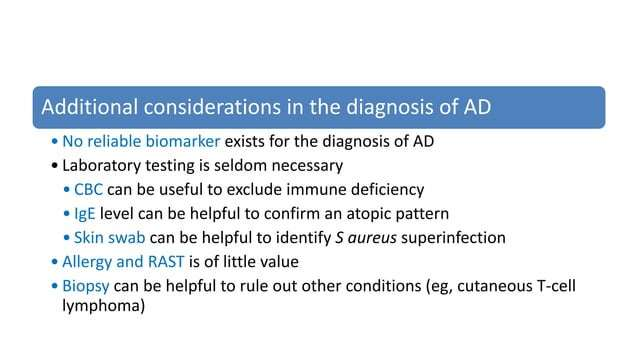 Additional considerations in the diagnosis of AD
• No reliable biomarker exists for the diagnosis of AD
• Laboratory testing is seldom necessary
• CBC can be useful to exclude immune deficiency
• IgE level can be helpful to confirm an atopic pattern
• Skin swab can be helpful to identify S aureus superinfection
• Allergy and RAST is of little value
• Biopsy can be helpful to rule out other conditions (eg, cutaneous T-cell
lymphoma)